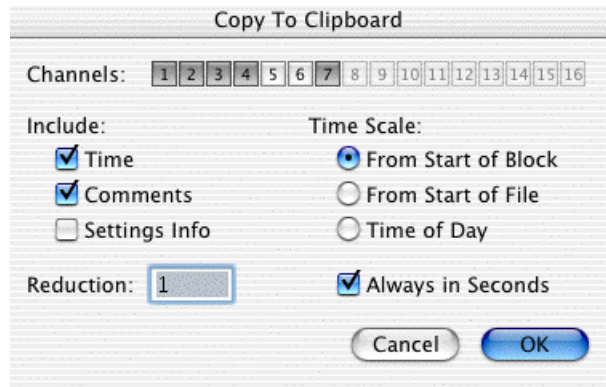 Copy To Clipboard
Channels: 1 2 3 4 5 6 7 8 9 10 11 12 13 14 15 16
Include: Time Scale:
Time From Start of Block
Comments From Start of File
Settings Info Time of Day
Reduction: 1 Always in Seconds
Cancel OK